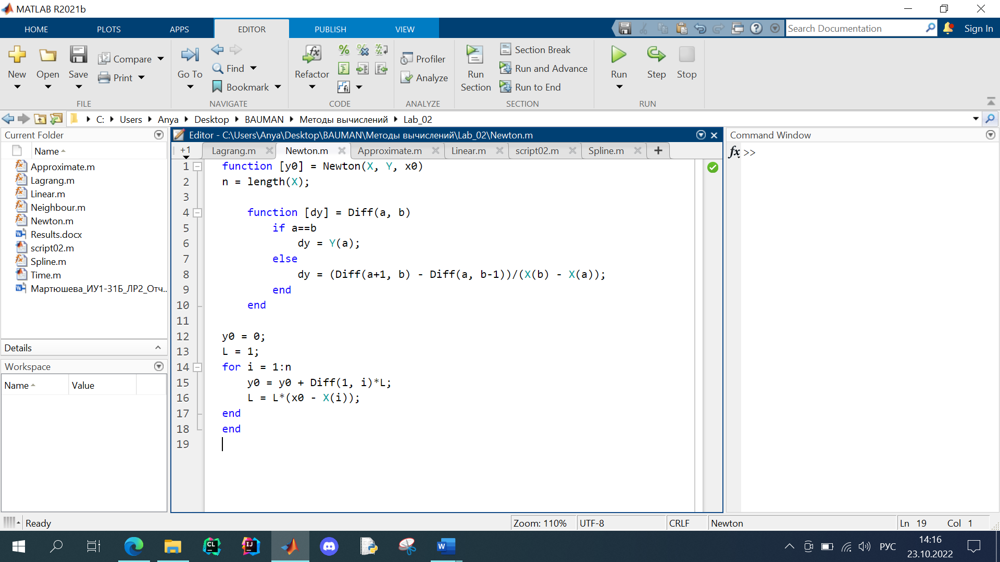 MATLAB R2021b
HOME PLOTS APPS EDITOR PUBLISH VIEW Search Documentation Sign In
New Open Save Compare Print Go To Find Bookmark Refactor Profiler Analyze Run Section Section Break Run and Advance Run to End Run Step Stop
FILE NAVIGATE CODE ANALYZE SECTION RUN
C: Users Anya Desktop BAUMAN Методы вычислений Lab_02
Current Folder
Name
Approximate.m
Lagrang.m
Linear.m
Neighbour.m
Newton.m
Results.docx
script02.m
Spline.m
Time.m
Мартюшева_ИУ1-31Б_ЛР2_Отч...
Details
Workspace
Name Value
Editor - C:\Users\Anya\Desktop\BAUMAN\Методы вычислений\Lab_02\Newton.m
+1 Lagrang.m Newton.m Approximate.m Linear.m script02.m Spline.m +
1 function [y0] = Newton(X, Y, x0)
2 n = length(X);
3
4 function [dy] = Diff(a, b)
5 if a==b
6 dy = Y(a);
7 else
8 dy = (Diff(a+1, b) - Diff(a, b-1))/(X(b) - X(a));
9 end
10 end
11
12 y0 = 0;
13 L = 1;
14 for i = 1:n
15 y0 = y0 + Diff(1, i)*L;
16 L = L*(x0 - X(i));
17 end
18 end
19
Command Window
fx >>
Ready Zoom: 110% UTF-8 CRLF Newton Ln 19 Col 1
CL IJ W РУС 14:16
23.10.2022